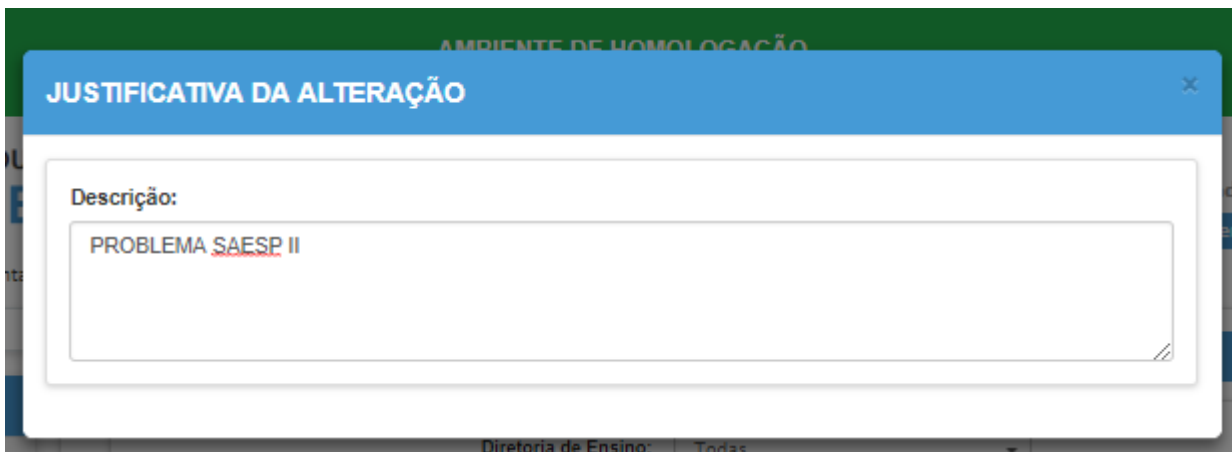 AMBIENTE DE HOMOLOGAÇÃO
JUSTIFICATIVA DA ALTERAÇÃO
×
Descrição:
PROBLEMA SAESP II
Diretoria de Ensino: Todas